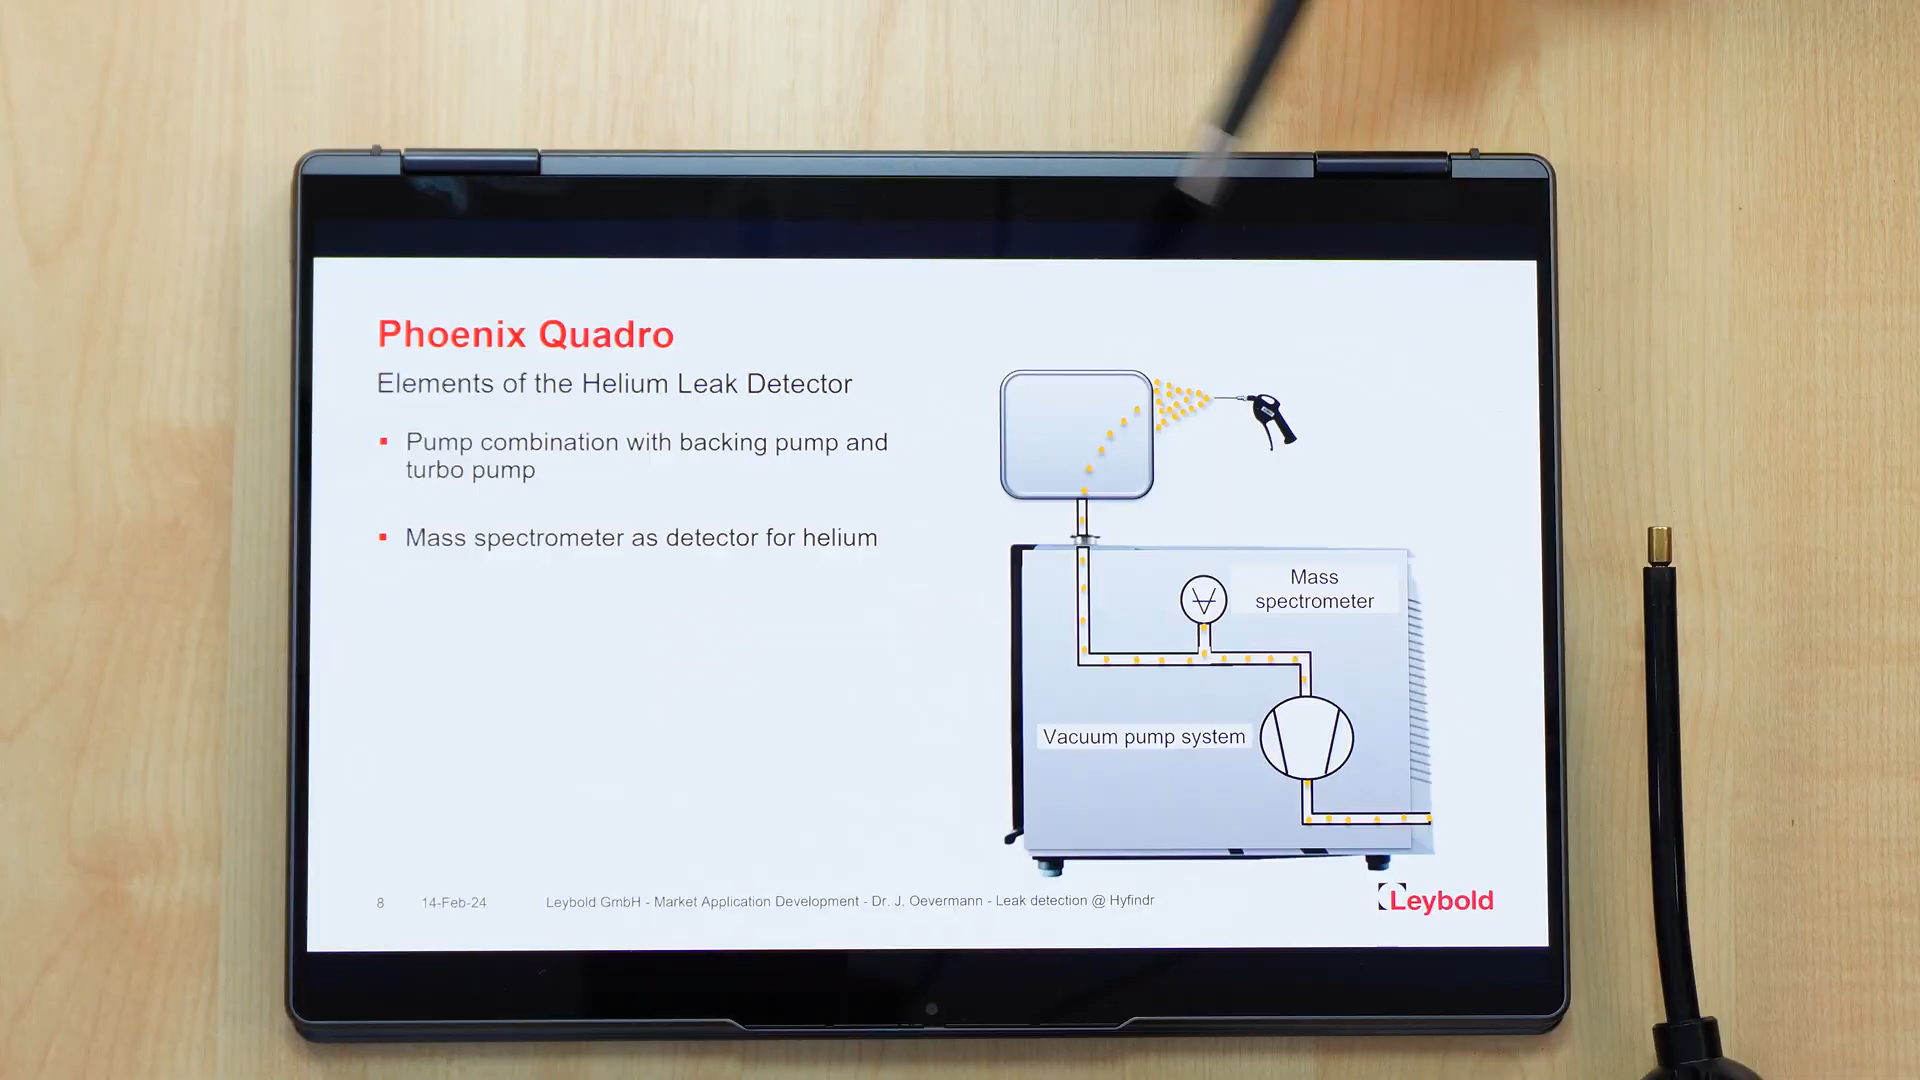 Phoenix Quadro
Elements of the Helium Leak Detector
Pump combination with backing pump and
turbo pump
Mass spectrometer as detector for helium
Mass
spectrometer
Vacuum pump system
8 14-Feb-24 Leybold GmbH - Market Application Development - Dr. J. Oevermann - Leak detection @ Hyfindr
Leybold